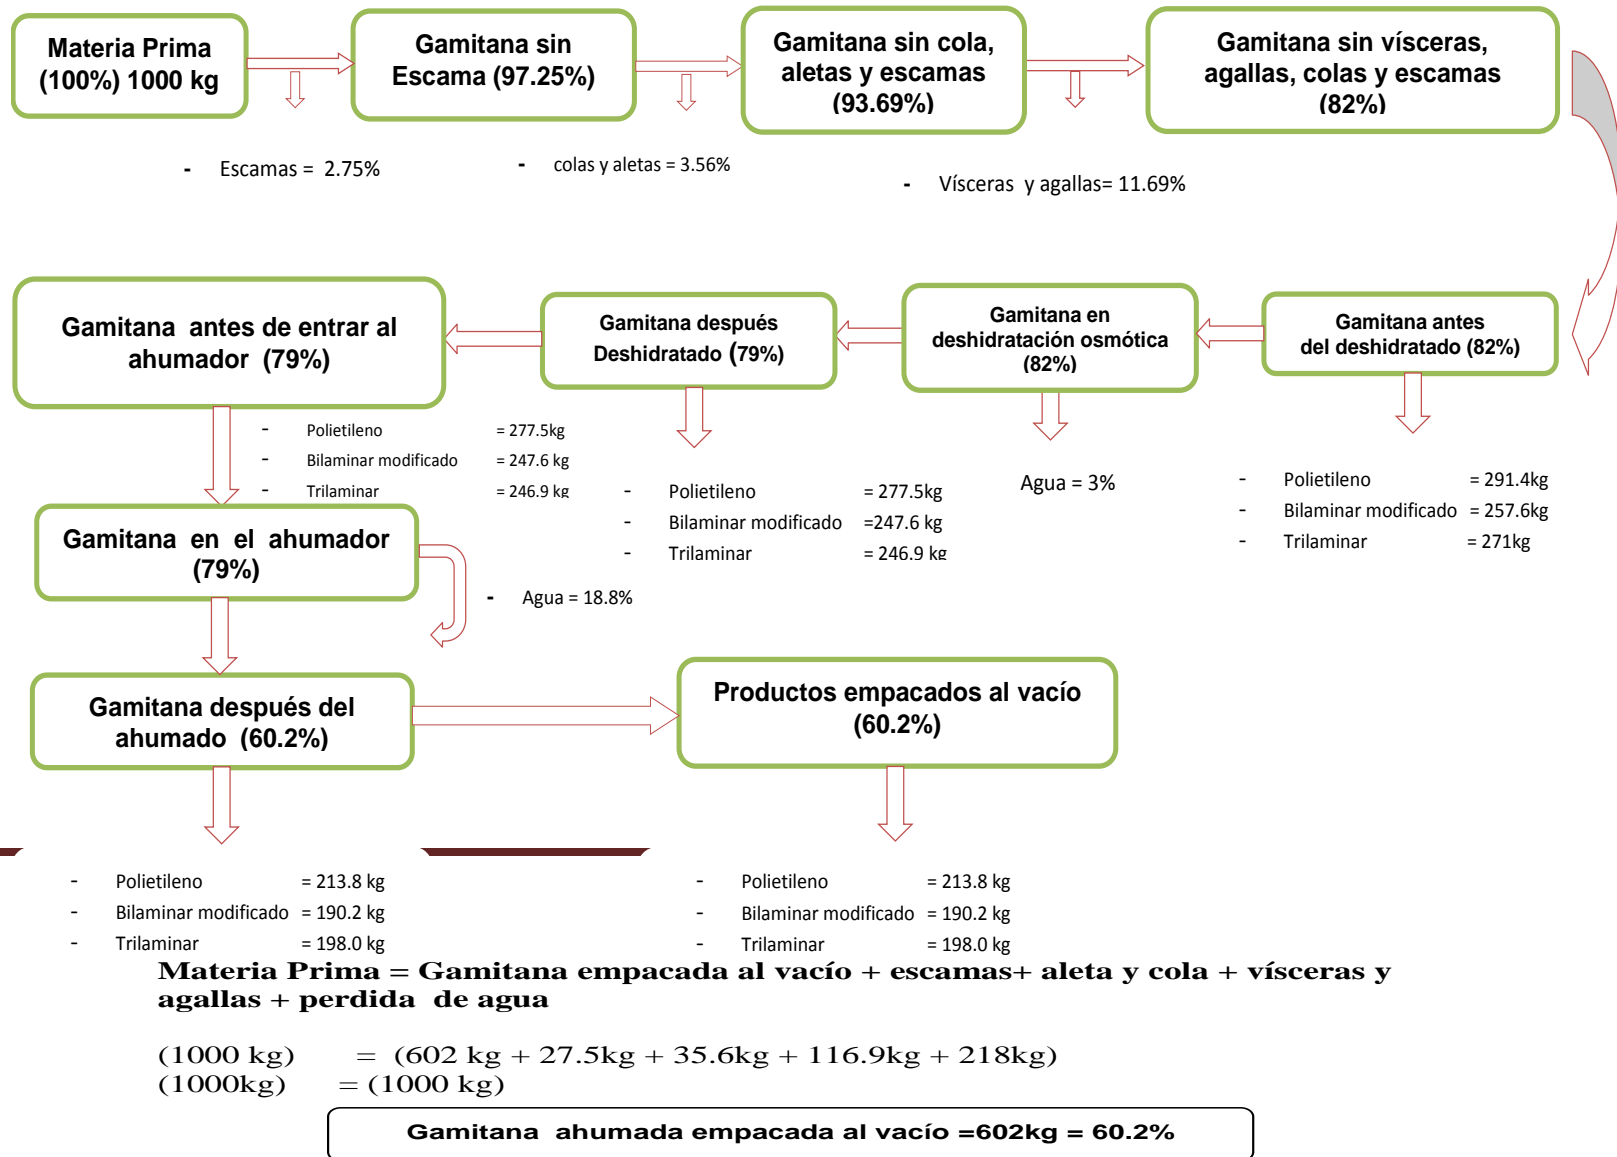 Materia Prima
(100%) 1000 kg
Gamitana sin
Escama (97.25%)
Gamitana sin cola,
aletas y escamas
(93.69%)
Gamitana sin vísceras,
agallas, colas y escamas
(82%)
- Escamas = 2.75%
- colas y aletas = 3.56%
- Vísceras y agallas= 11.69%
Gamitana antes de entrar al
ahumador (79%)
Gamitana después
Deshidratado (79%)
Gamitana en
deshidratación osmótica
(82%)
Gamitana antes
del deshidratado (82%)
- Polietileno = 277.5kg
- Bilaminar modificado = 247.6 kg
- Trilaminar = 246.9 kg
- Polietileno = 277.5kg
- Bilaminar modificado =247.6 kg
- Trilaminar = 246.9 kg
Agua = 3%
- Polietileno = 291.4kg
- Bilaminar modificado = 257.6kg
- Trilaminar = 271kg
Gamitana en el ahumador
(79%)
- Agua = 18.8%
Gamitana después del
ahumado (60.2%)
Productos empacados al vacío
(60.2%)
- Polietileno = 213.8 kg
- Bilaminar modificado = 190.2 kg
- Trilaminar = 198.0 kg
- Polietileno = 213.8 kg
- Bilaminar modificado = 190.2 kg
- Trilaminar = 198.0 kg
Materia Prima = Gamitana empacada al vacío + escamas+ aleta y cola + vísceras y
agallas + perdida de agua
(1000 kg) = (602 kg + 27.5kg + 35.6kg + 116.9kg + 218kg)
(1000kg) = (1000 kg)
Gamitana ahumada empacada al vacío =602kg = 60.2%